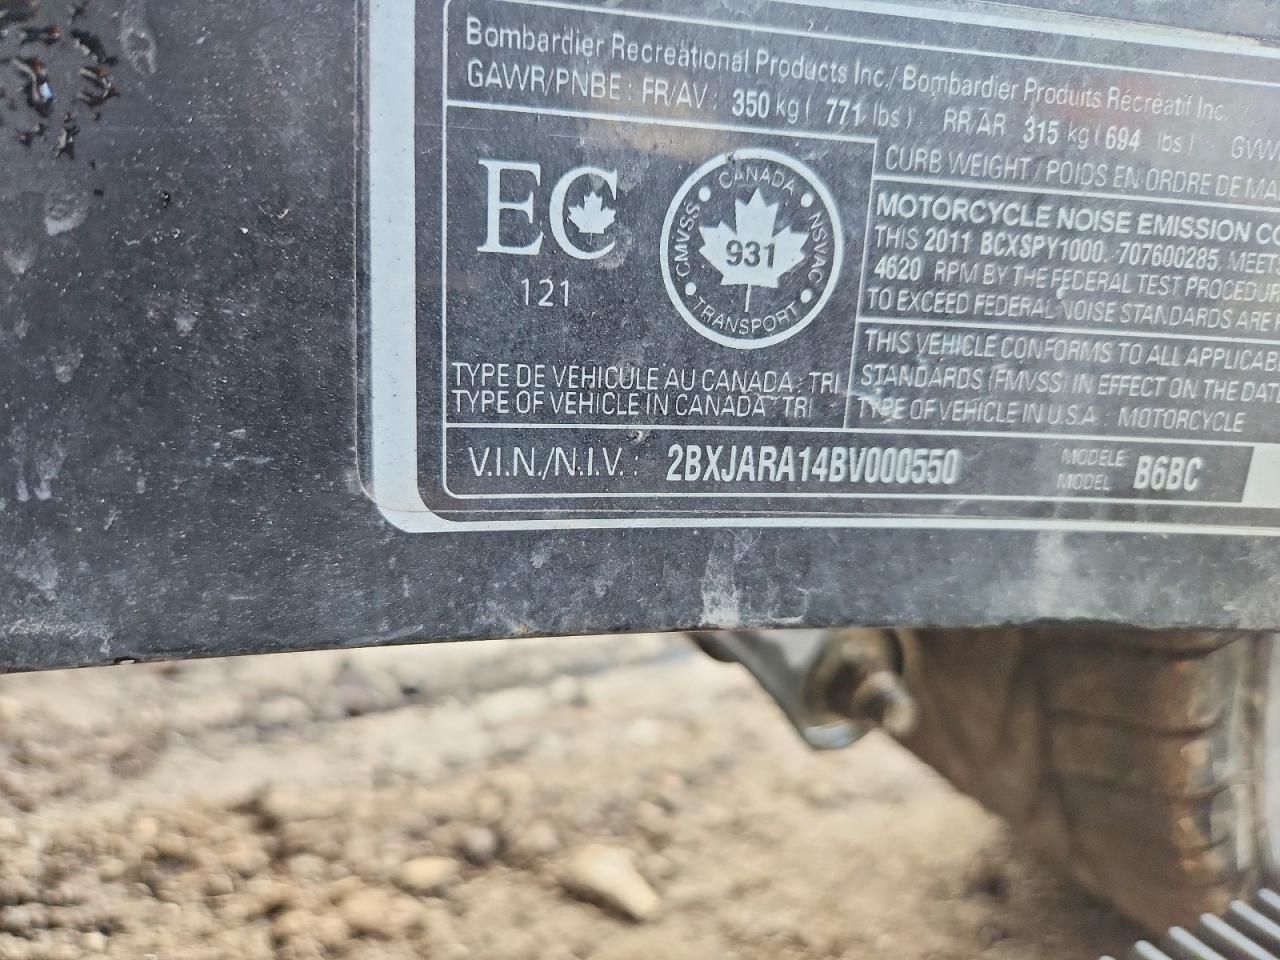 Bombardier Recreational Products Inc./Bombardier Produits Récréatif Inc.
GAWR/PNBE : FR/AV : 350 kg ( 771 lbs ) RR/AR 315 kg ( 694 lbs )
CURB WEIGHT / POIDS EN ORDRE DE
EC
121
CANADA
CMVSS
NSVAC
931
TRANSPORT
MOTORCYCLE NOISE EMISSION
THIS 2011 BCXSPY1000 707600285 MEETS
4620 RPM BY THE FEDERAL TEST
TO EXCEED FEDERAL NOISE STANDARDS ARE
THIS VEHICLE CONFORMS TO ALL
STANDARDS (FMVSS) IN EFFECT ON THE
TYPE OF VEHICLE IN U.S.A. MOTORCYCLE
TYPE DE VÉHICULE AU CANADA : TRI
TYPE OF VEHICLE IN CANADA TRI
V.I.N./N.I.V. : 2BXJARA14BV000550 MODÈLE
MODEL B6BC